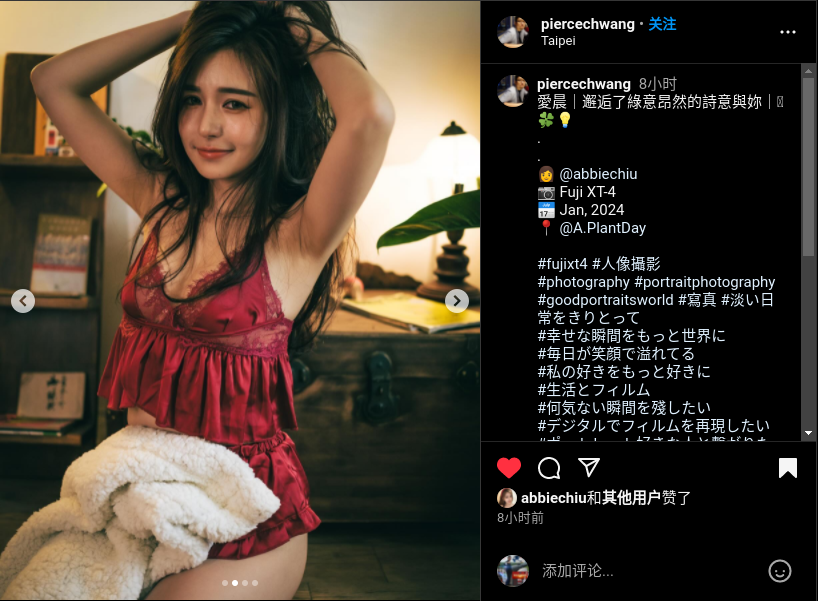 piercechwang • 关注
Taipei
piercechwang 8小时
愛晨｜邂逅了綠意昂然的詩意與妳｜
.
.
@abbiechiu
Fuji XT-4
Jan, 2024
@A.PlantDay
#fujixt4 #人像攝影
#photography #portraitphotography
#goodportraitsworld #寫真 #淡い日
常をきりとって
#幸せな瞬間をもっと世界に
#毎日が笑顔で溢れてる
#私の好きをもっと好きに
#生活とフィルム
#何気ない瞬間を殘したい
#デジタルでフィルムを再現したい
abbiechiu和其他用户赞了
8小时前
添加评论...